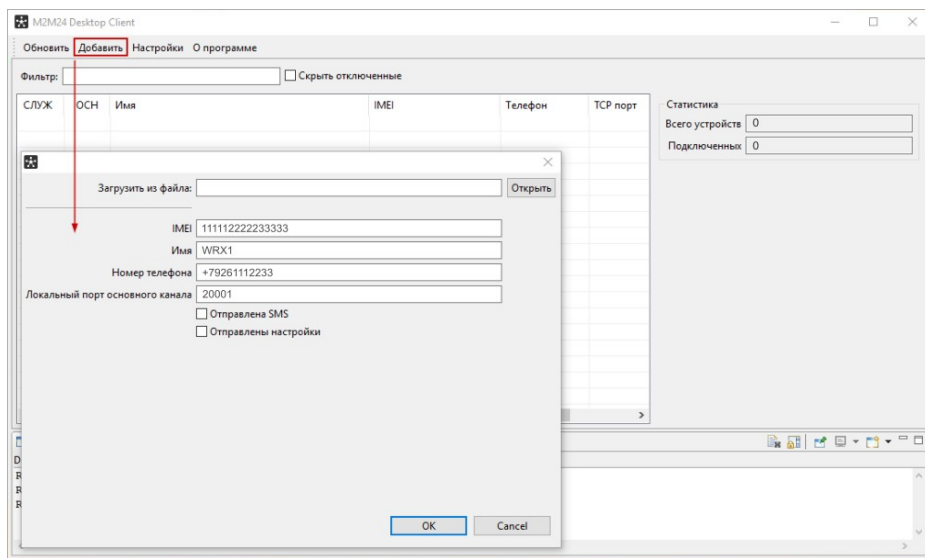 M2M24 Desktop Client
Обновить Добавить Настройки О программе
Фильтр: Скрыть отключенные
СЛУЖ ОСН Имя IMEI Телефон TCP порт
Статистика
Всего устройств 0
Подключенных 0
Загрузить из файла: Открыть
IMEI 111112222233333
Имя WRX1
Номер телефона +79261112233
Локальный порт основного канала 20001
Отправлена SMS
Отправлены настройки
D
R
R
R
OK Cancel